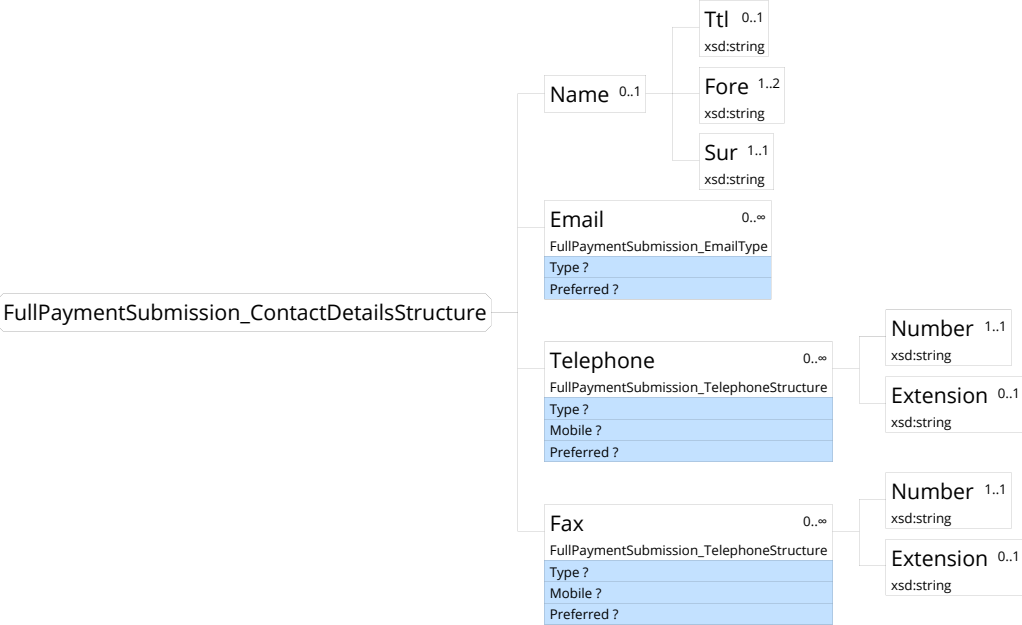 Ttl 0..1
xsd:string
Name 0..1
Fore 1..2
xsd:string
Sur 1..1
xsd:string
Email 0..∞
FullPaymentSubmission_EmailType
Type ?
Preferred ?
FullPaymentSubmission_ContactDetailsStructure
Telephone 0..∞
FullPaymentSubmission_TelephoneStructure
Type ?
Mobile ?
Preferred ?
Number 1..1
xsd:string
Extension 0..1
xsd:string
Fax 0..∞
FullPaymentSubmission_TelephoneStructure
Type ?
Mobile ?
Preferred ?
Number 1..1
xsd:string
Extension 0..1
xsd:string